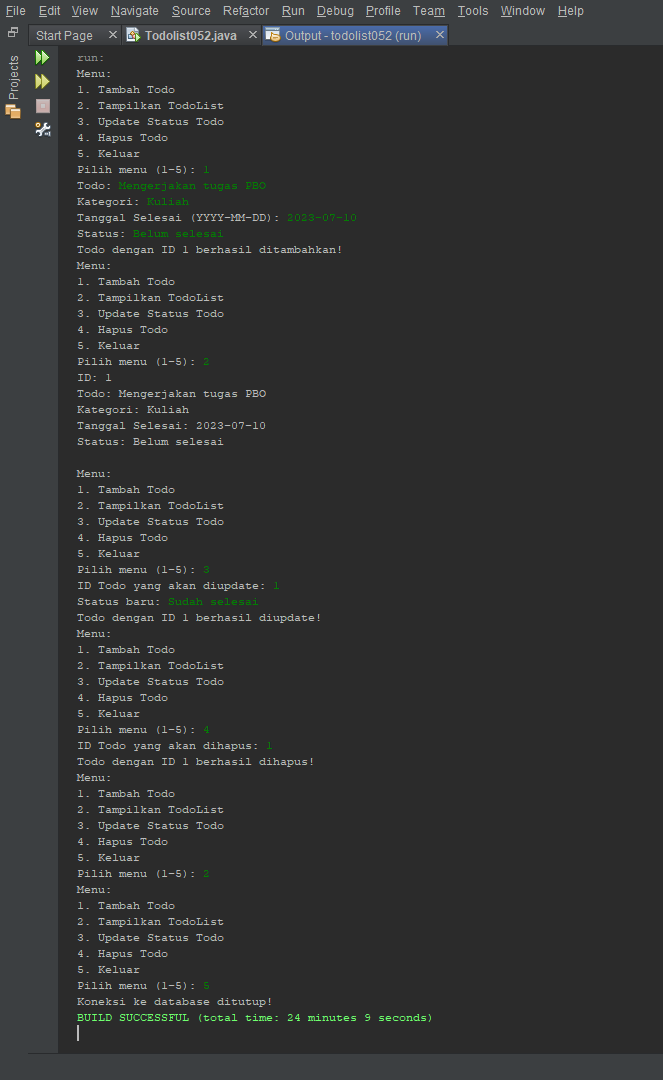 File Edit View Navigate Source Refactor Run Debug Profile Team Tools Window Help
Start Page Todolist052.java Output - todolist052 (run)
Projects
run:
Menu:
1. Tambah Todo
2. Tampilkan TodoList
3. Update Status Todo
4. Hapus Todo
5. Keluar
Pilih menu (1-5): 1
Todo: Mengerjakan tugas PBO
Kategori: Kuliah
Tanggal Selesai (YYYY-MM-DD): 2023-07-10
Status: Belum selesai
Todo dengan ID 1 berhasil ditambahkan!
Menu:
1. Tambah Todo
2. Tampilkan TodoList
3. Update Status Todo
4. Hapus Todo
5. Keluar
Pilih menu (1-5): 2
ID: 1
Todo: Mengerjakan tugas PBO
Kategori: Kuliah
Tanggal Selesai: 2023-07-10
Status: Belum selesai
Menu:
1. Tambah Todo
2. Tampilkan TodoList
3. Update Status Todo
4. Hapus Todo
5. Keluar
Pilih menu (1-5): 3
ID Todo yang akan diupdate: 1
Status baru: Sudah selesai
Todo dengan ID 1 berhasil diupdate!
Menu:
1. Tambah Todo
2. Tampilkan TodoList
3. Update Status Todo
4. Hapus Todo
5. Keluar
Pilih menu (1-5): 4
ID Todo yang akan dihapus: 1
Todo dengan ID 1 berhasil dihapus!
Menu:
1. Tambah Todo
2. Tampilkan TodoList
3. Update Status Todo
4. Hapus Todo
5. Keluar
Pilih menu (1-5): 2
Menu:
1. Tambah Todo
2. Tampilkan TodoList
3. Update Status Todo
4. Hapus Todo
5. Keluar
Pilih menu (1-5): 5
Koneksi ke database ditutup!
BUILD SUCCESSFUL (total time: 24 minutes 9 seconds)